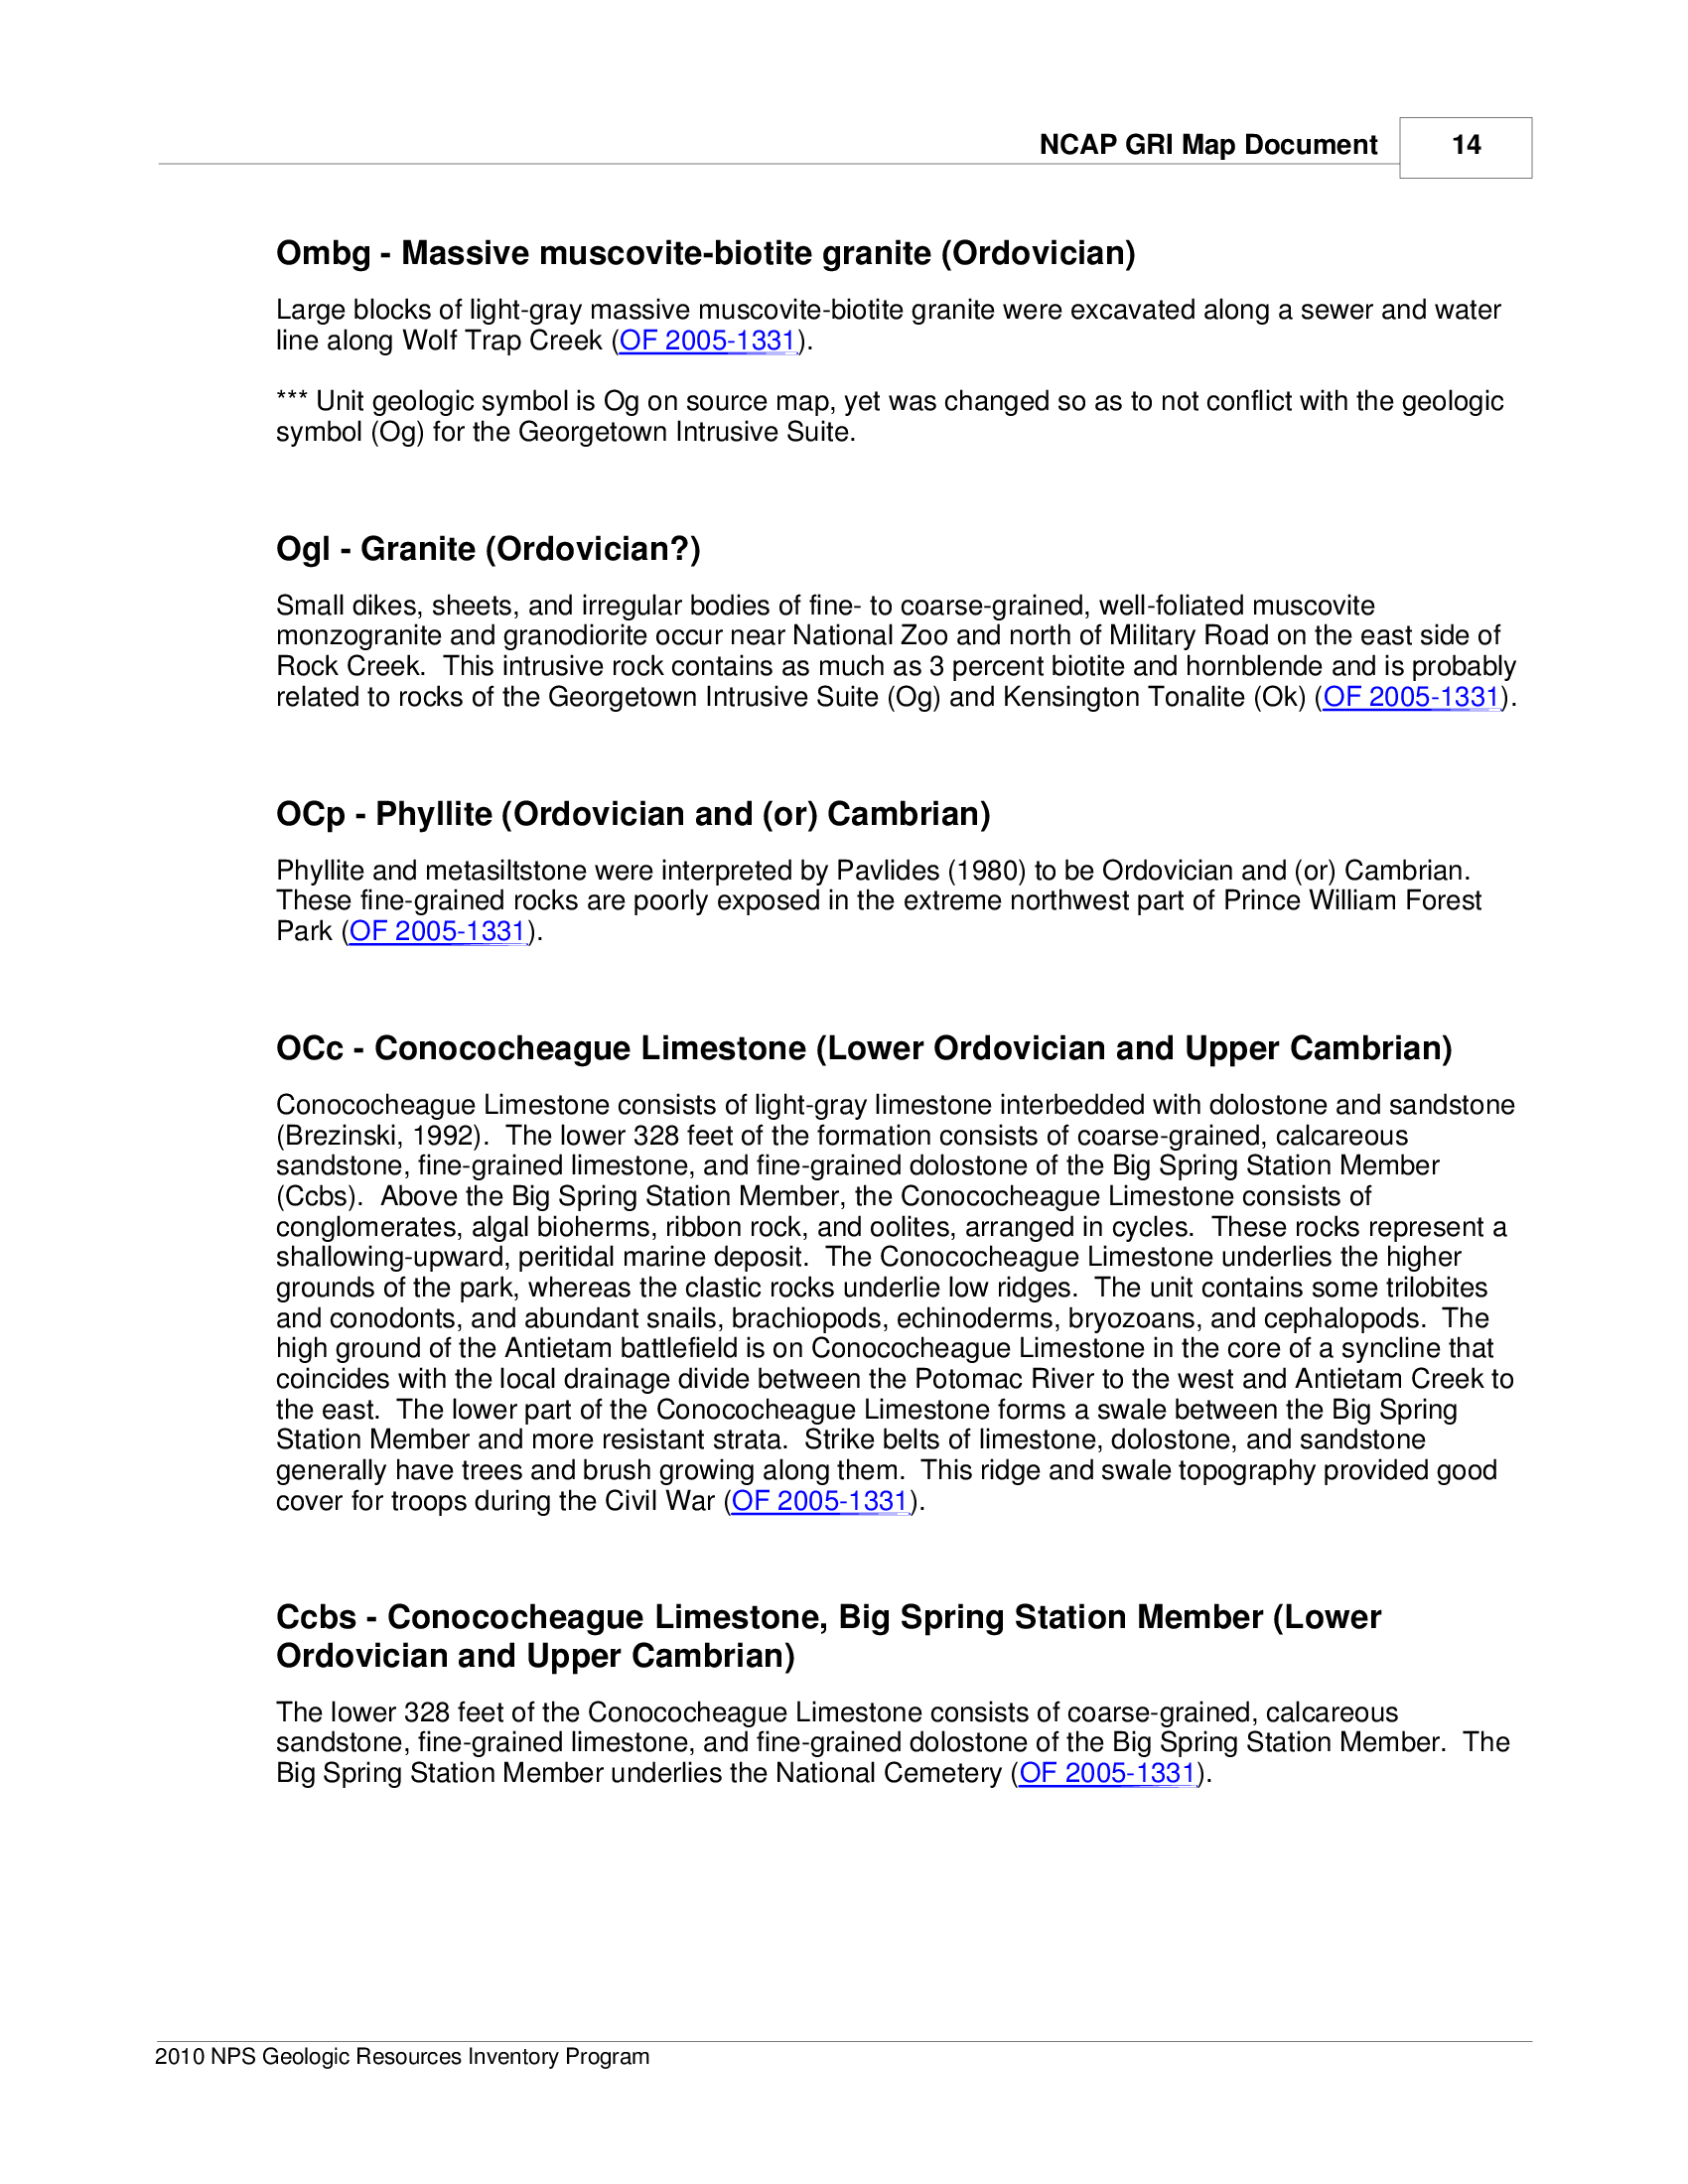 NCAP GRI Map Document 14
Ombg - Massive muscovite-biotite granite (Ordovician)
Large blocks of light-gray massive muscovite-biotite granite were excavated along a sewer and water
line along Wolf Trap Creek (OF 2005-1331).
*** Unit geologic symbol is Og on source map, yet was changed so as to not conflict with the geologic
symbol (Og) for the Georgetown Intrusive Suite.
Ogl - Granite (Ordovician?)
Small dikes, sheets, and irregular bodies of fine- to coarse-grained, well-foliated muscovite
monzogranite and granodiorite occur near National Zoo and north of Military Road on the east side of
Rock Creek.  This intrusive rock contains as much as 3 percent biotite and hornblende and is probably
related to rocks of the Georgetown Intrusive Suite (Og) and Kensington Tonalite (Ok) (OF 2005-1331).
OCp - Phyllite (Ordovician and (or) Cambrian)
Phyllite and metasiltstone were interpreted by Pavlides (1980) to be Ordovician and (or) Cambrian.
These fine-grained rocks are poorly exposed in the extreme northwest part of Prince William Forest
Park (OF 2005-1331).
OCc - Conococheague Limestone (Lower Ordovician and Upper Cambrian)
Conococheague Limestone consists of light-gray limestone interbedded with dolostone and sandstone
(Brezinski, 1992).  The lower 328 feet of the formation consists of coarse-grained, calcareous
sandstone, fine-grained limestone, and fine-grained dolostone of the Big Spring Station Member
(Ccbs).  Above the Big Spring Station Member, the Conococheague Limestone consists of
conglomerates, algal bioherms, ribbon rock, and oolites, arranged in cycles.  These rocks represent a
shallowing-upward, peritidal marine deposit.  The Conococheague Limestone underlies the higher
grounds of the park, whereas the clastic rocks underlie low ridges.  The unit contains some trilobites
and conodonts, and abundant snails, brachiopods, echinoderms, bryozoans, and cephalopods.  The
high ground of the Antietam battlefield is on Conococheague Limestone in the core of a syncline that
coincides with the local drainage divide between the Potomac River to the west and Antietam Creek to
the east.  The lower part of the Conococheague Limestone forms a swale between the Big Spring
Station Member and more resistant strata.  Strike belts of limestone, dolostone, and sandstone
generally have trees and brush growing along them.  This ridge and swale topography provided good
cover for troops during the Civil War (OF 2005-1331).
Ccbs - Conococheague Limestone, Big Spring Station Member (Lower
Ordovician and Upper Cambrian)
The lower 328 feet of the Conococheague Limestone consists of coarse-grained, calcareous
sandstone, fine-grained limestone, and fine-grained dolostone of the Big Spring Station Member.  The
Big Spring Station Member underlies the National Cemetery (OF 2005-1331).
2010 NPS Geologic Resources Inventory Program